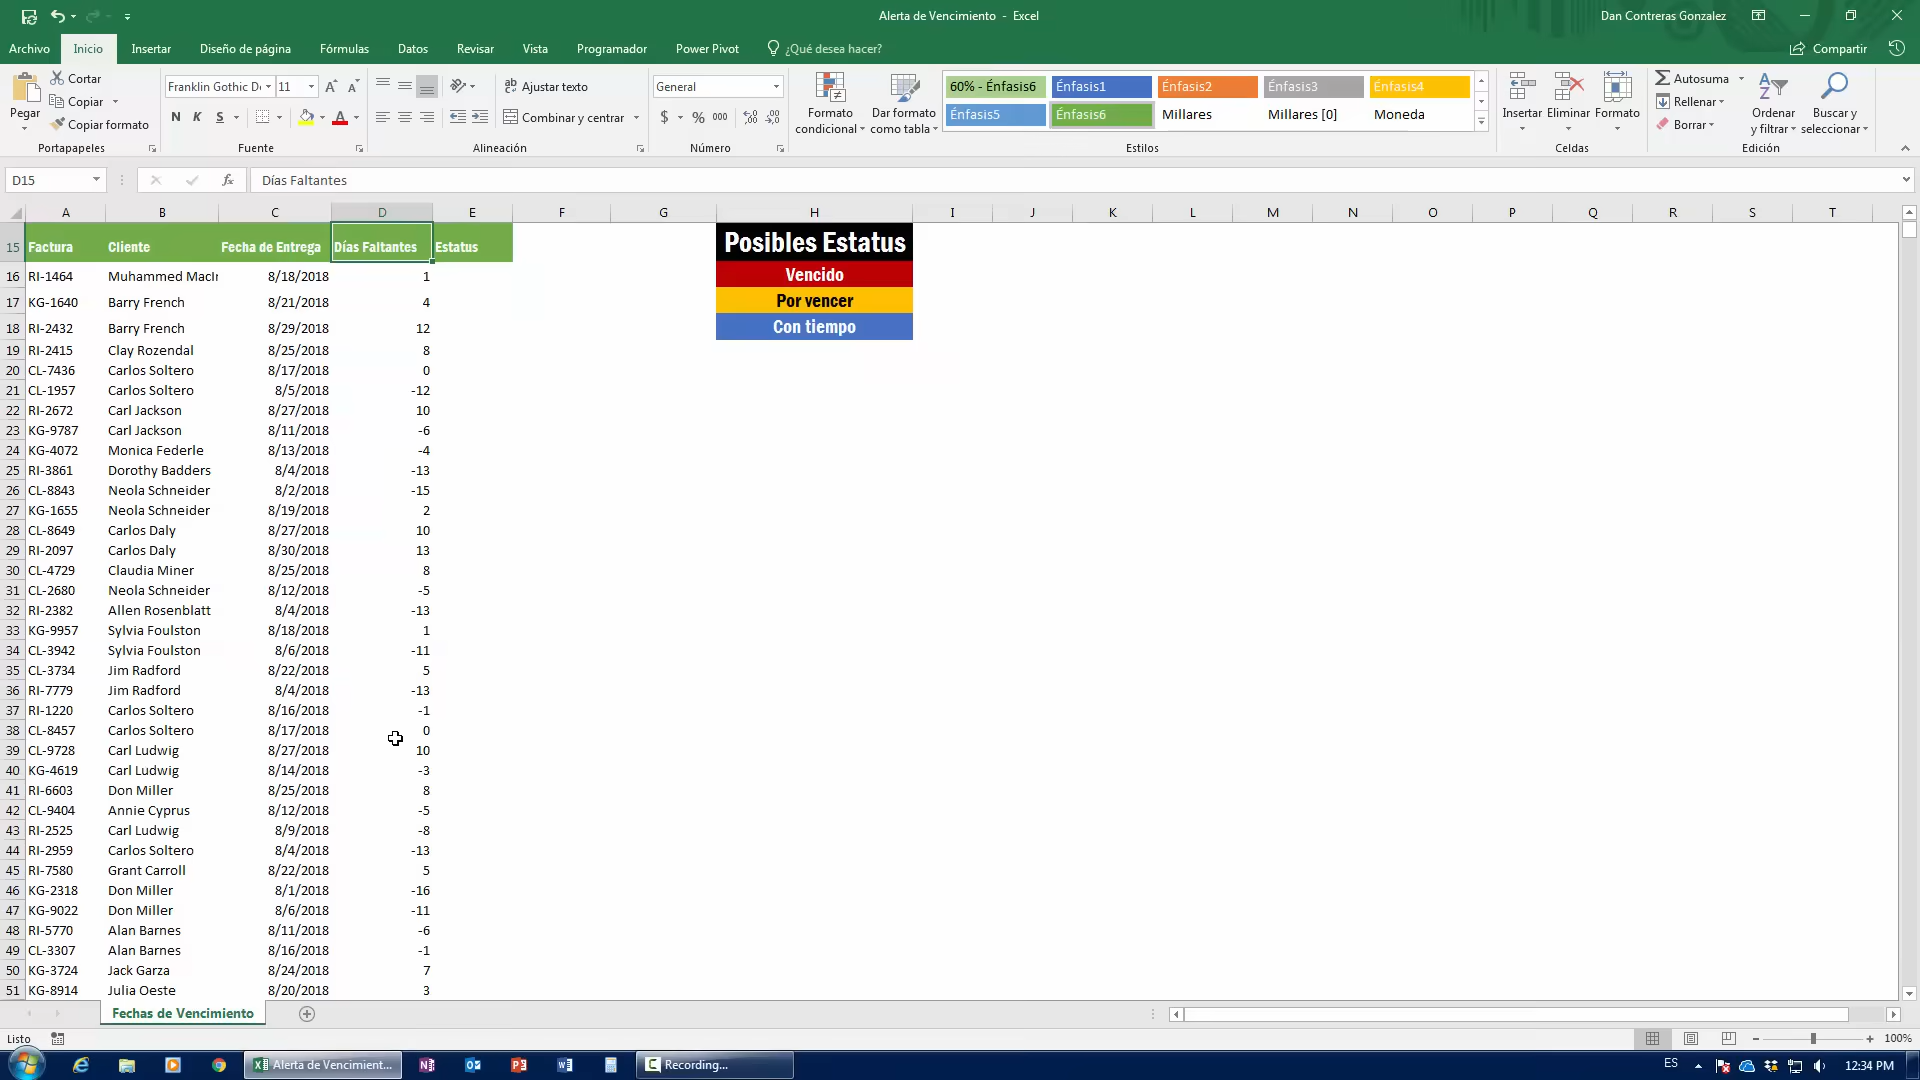 Alerta de Vencimiento - Excel
Dan Contreras Gonzalez
Archivo Inicio Insertar Diseño de página Fórmulas Datos Revisar Vista Programador Power Pivot ¿Qué desea hacer? Compartir
Pegar
Cortar
Copiar
Copiar formato
Portapapeles
Franklin Gothic D 11
N K S
Fuente
Ajustar texto
Combinar y centrar
Alineación
General
$ % 000
Número
Formato condicional
Dar formato como tabla
60% - Énfasis6 Énfasis1 Énfasis2 Énfasis3 Énfasis4
Énfasis5 Énfasis6 Millares Millares [0] Moneda
Estilos
Insertar Eliminar Formato
Celdas
Autosuma
Rellenar
Borrar
Ordenar y filtrar
Buscar y seleccionar
Edición
D15 fx Días Faltantes
A B C D E F G H I J K L M N O P Q R S T
15 Factura Cliente Fecha de Entrega Días Faltantes Estatus Posibles Estatus
16 RI-1464 Muhammed MacIr 8/18/2018 1 Vencido
17 KG-1640 Barry French 8/21/2018 4 Por vencer
18 RI-2432 Barry French 8/29/2018 12 Con tiempo
19 RI-2415 Clay Rozendal 8/25/2018 8
20 CL-7436 Carlos Soltero 8/17/2018 0
21 CL-1957 Carlos Soltero 8/5/2018 -12
22 RI-2672 Carl Jackson 8/27/2018 10
23 KG-9787 Carl Jackson 8/11/2018 -6
24 KG-4072 Monica Federle 8/13/2018 -4
25 RI-3861 Dorothy Badders 8/4/2018 -13
26 CL-8843 Neola Schneider 8/2/2018 -15
27 KG-1655 Neola Schneider 8/19/2018 2
28 CL-8649 Carlos Daly 8/27/2018 10
29 RI-2097 Carlos Daly 8/30/2018 13
30 CL-4729 Claudia Miner 8/25/2018 8
31 CL-2680 Neola Schneider 8/12/2018 -5
32 RI-2382 Allen Rosenblatt 8/4/2018 -13
33 KG-9957 Sylvia Foulston 8/18/2018 1
34 CL-3942 Sylvia Foulston 8/6/2018 -11
35 CL-3734 Jim Radford 8/22/2018 5
36 RI-7779 Jim Radford 8/4/2018 -13
37 RI-1220 Carlos Soltero 8/16/2018 -1
38 CL-8457 Carlos Soltero 8/17/2018 0
39 CL-9728 Carl Ludwig 8/27/2018 10
40 KG-4619 Carl Ludwig 8/14/2018 -3
41 RI-6603 Don Miller 8/25/2018 8
42 CL-9404 Annie Cyprus 8/12/2018 -5
43 RI-2525 Carl Ludwig 8/9/2018 -8
44 RI-2959 Carlos Soltero 8/4/2018 -13
45 RI-7580 Grant Carroll 8/22/2018 5
46 KG-2318 Don Miller 8/1/2018 -16
47 KG-9022 Don Miller 8/6/2018 -11
48 RI-5770 Alan Barnes 8/11/2018 -6
49 CL-3307 Alan Barnes 8/16/2018 -1
50 KG-3724 Jack Garza 8/24/2018 7
51 KG-8914 Julia Oeste 8/20/2018 3
Fechas de Vencimiento
Listo
100%
Alerta de Vencimient...
Recording...
ES
12:34 PM